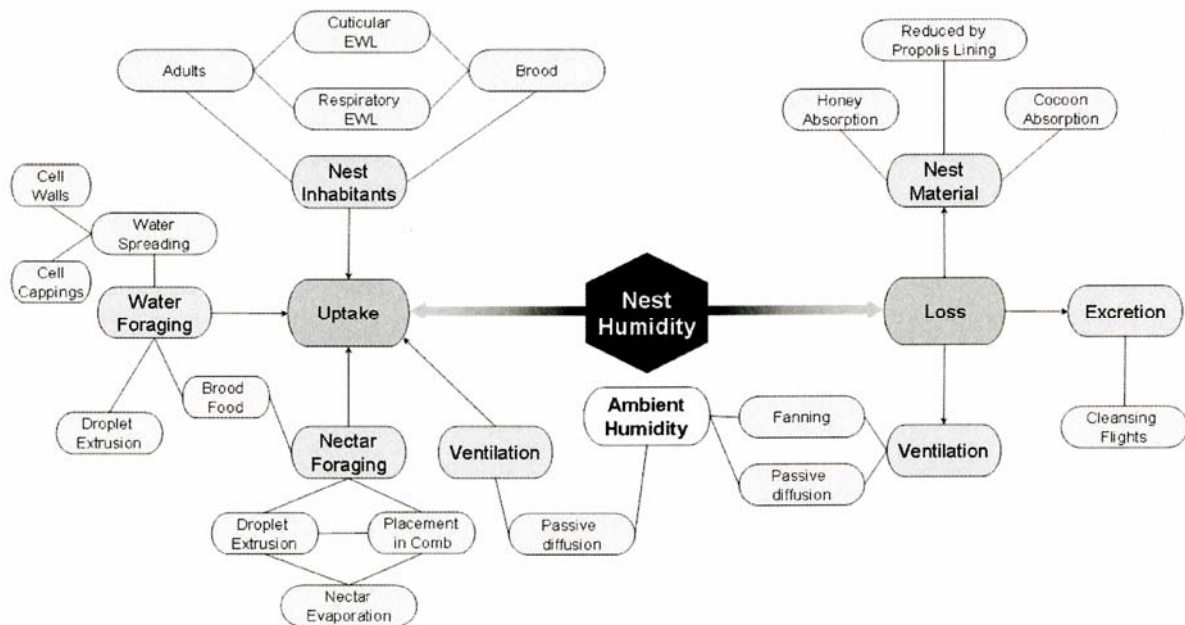 Cuticular
EWL
Adults
Brood
Respiratory
EWL
Nest
Inhabitants
Cell
Walls
Water
Spreading
Cell
Cappings
Water
Foraging
Uptake
Droplet
Extrusion
Brood
Food
Nectar
Foraging
Droplet
Extrusion
Placement
in Comb
Nectar
Evaporation
Ventilation
Passive
diffusion
Nest
Humidity
Ambient
Humidity
Fanning
Passive
diffusion
Reduced by
Propolis Lining
Honey
Absorption
Cocoon
Absorption
Nest
Material
Loss
Excretion
Cleansing
Flights
Ventilation